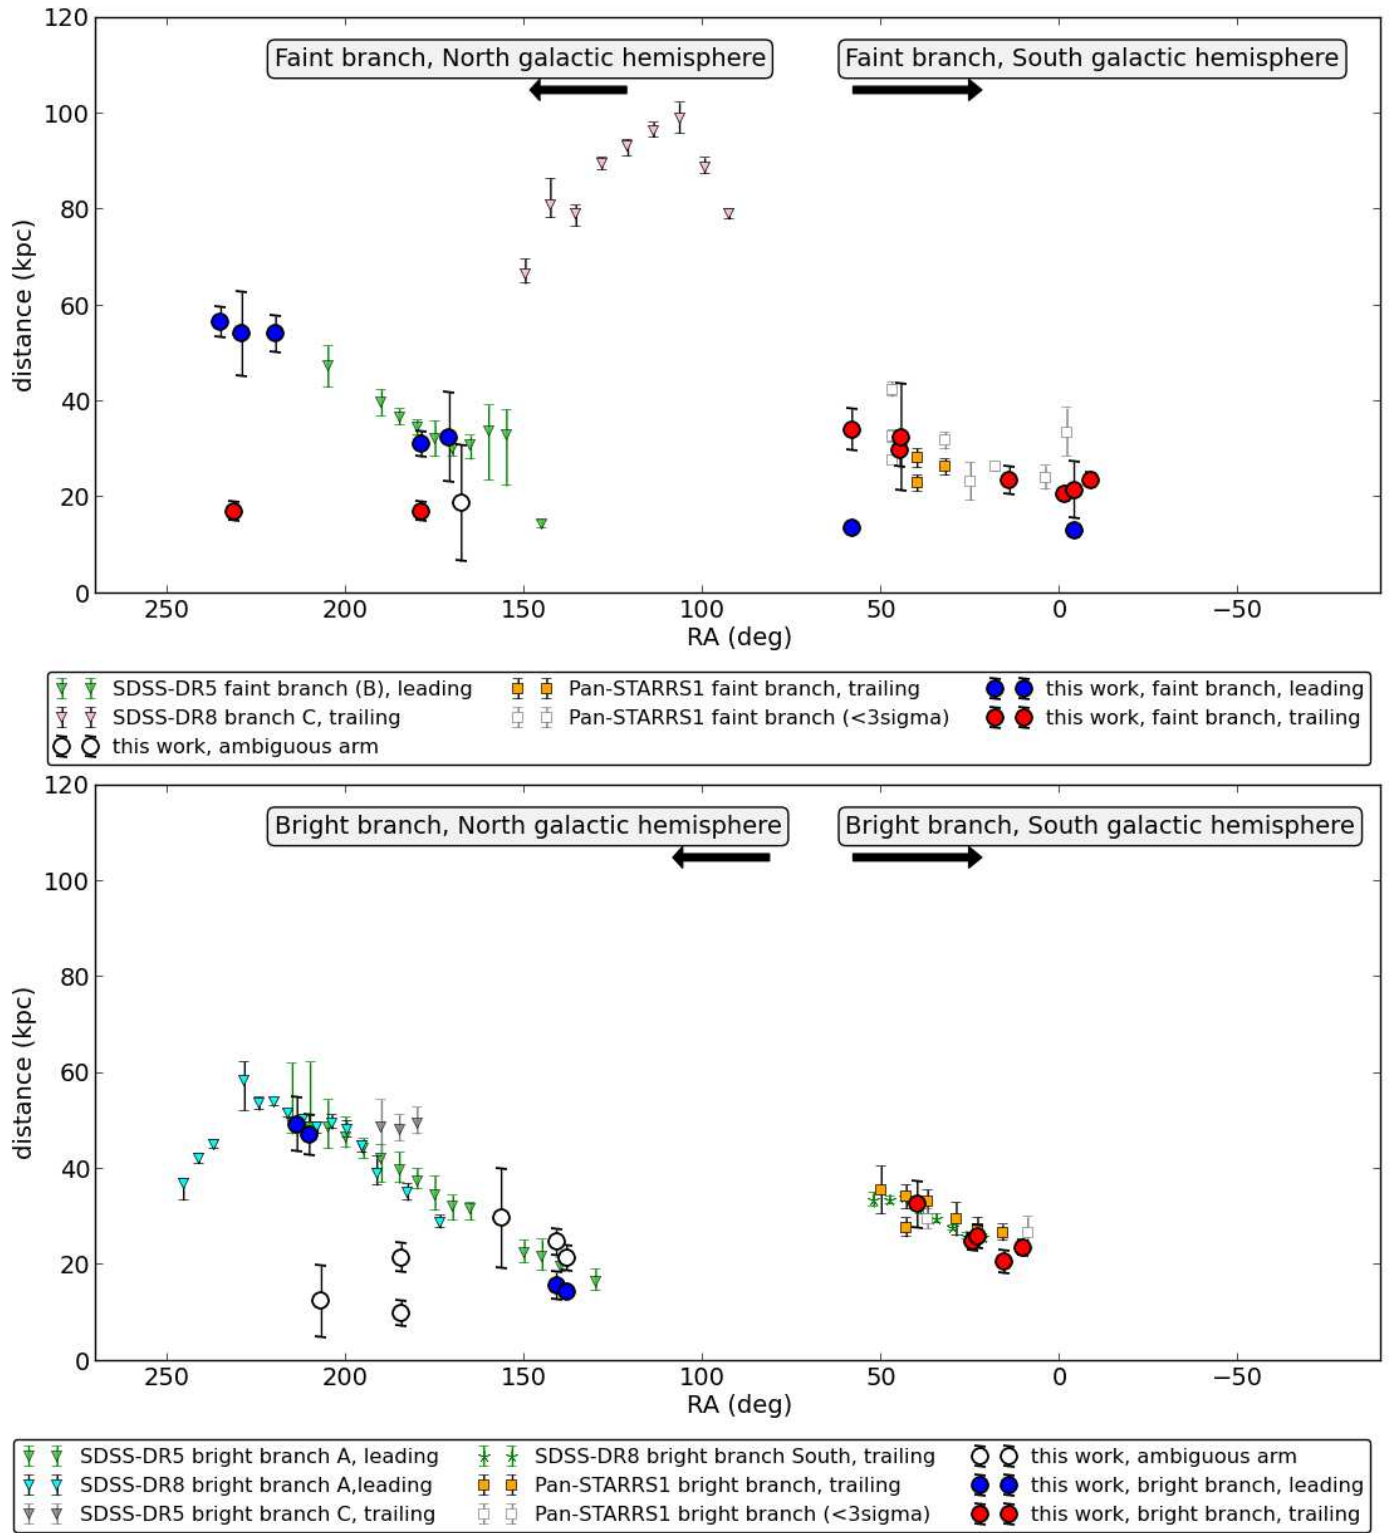 120
Faint branch, North galactic hemisphere
Faint branch, South galactic hemisphere
100
80
distance (kpc)
60
40
20
0
250
200
150
100
50
0
−50
RA (deg)
SDSS-DR5 faint branch (B), leading
Pan-STARRS1 faint branch, trailing
this work, faint branch, leading
SDSS-DR8 branch C, trailing
Pan-STARRS1 faint branch (<3sigma)
this work, faint branch, trailing
this work, ambiguous arm
120
Bright branch, North galactic hemisphere
Bright branch, South galactic hemisphere
100
80
distance (kpc)
60
40
20
0
250
200
150
100
50
0
−50
RA (deg)
SDSS-DR5 bright branch A, leading
SDSS-DR8 bright branch South, trailing
this work, ambiguous arm
SDSS-DR8 bright branch A,leading
Pan-STARRS1 bright branch, trailing
this work, bright branch, leading
SDSS-DR5 bright branch C, trailing
Pan-STARRS1 bright branch (<3sigma)
this work, bright branch, trailing